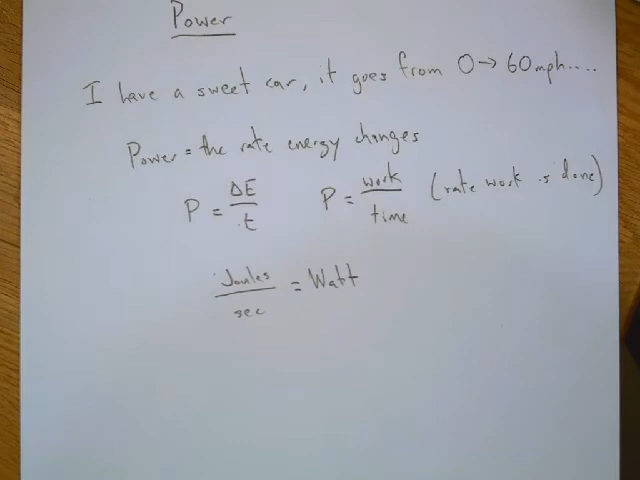 Power
I have a sweet car, it goes from 0→60mph....
Power = the rate energy changes
P = ΔE/t P = work/time (rate work is done)
Joules/sec = Watt